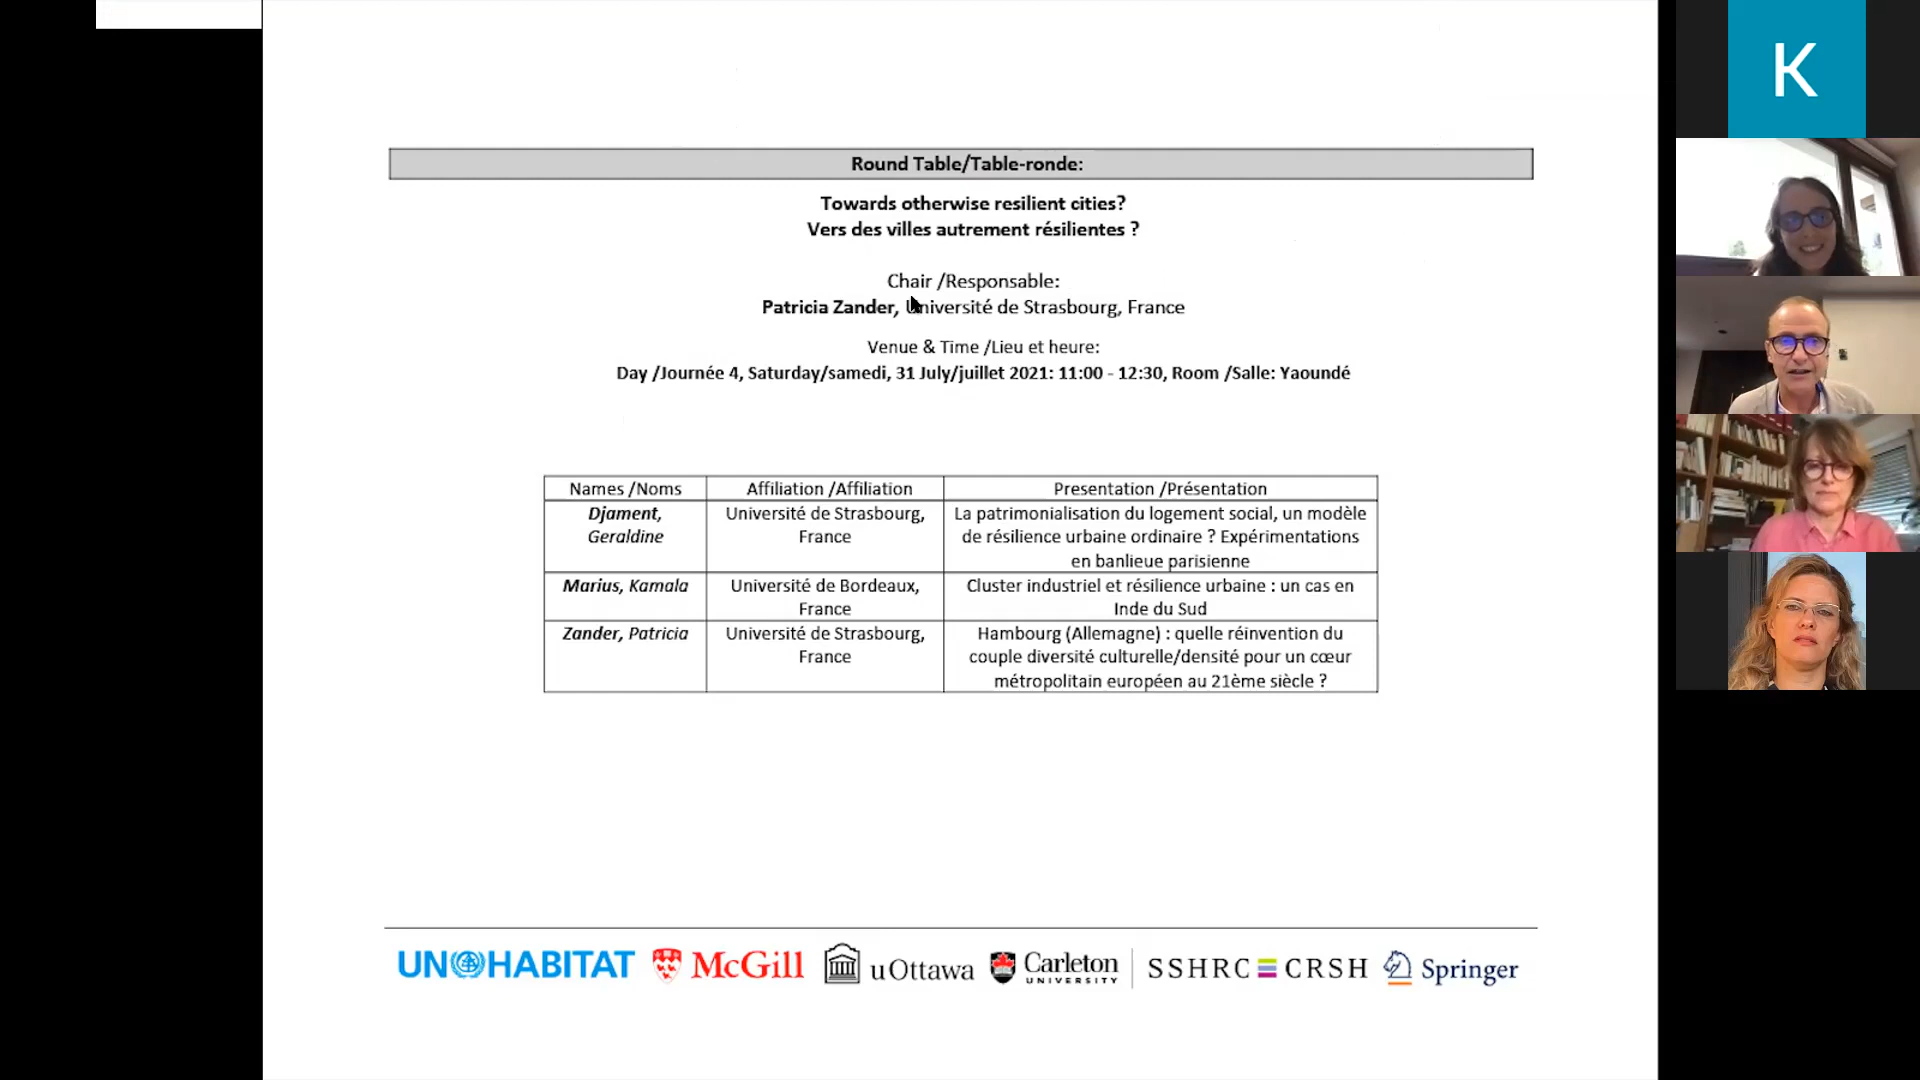 K
Round Table/Table-ronde:
Towards otherwise resilient cities?
Vers des villes autrement résilientes ?
Chair /Responsable:
Patricia Zander, Université de Strasbourg, France
Venue & Time /Lieu et heure:
Day /Journée 4, Saturday/samedi, 31 July/juillet 2021: 11:00 - 12:30, Room /Salle: Yaoundé
Names /Noms Affiliation /Affiliation Presentation /Présentation
Djament,
Geraldine
Université de Strasbourg,
France
La patrimonialisation du logement social, un modèle
de résilience urbaine ordinaire ? Expérimentations
en banlieue parisienne
Marius, Kamala
Université de Bordeaux,
France
Cluster industriel et résilience urbaine : un cas en
Inde du Sud
Zander, Patricia
Université de Strasbourg,
France
Hambourg (Allemagne) : quelle réinvention du
couple diversité culturelle/densité pour un cœur
métropolitain européen au 21ème siècle ?
UN HABITAT McGill uOttawa Carleton UNIVERSITY SSHRC CRSH Springer